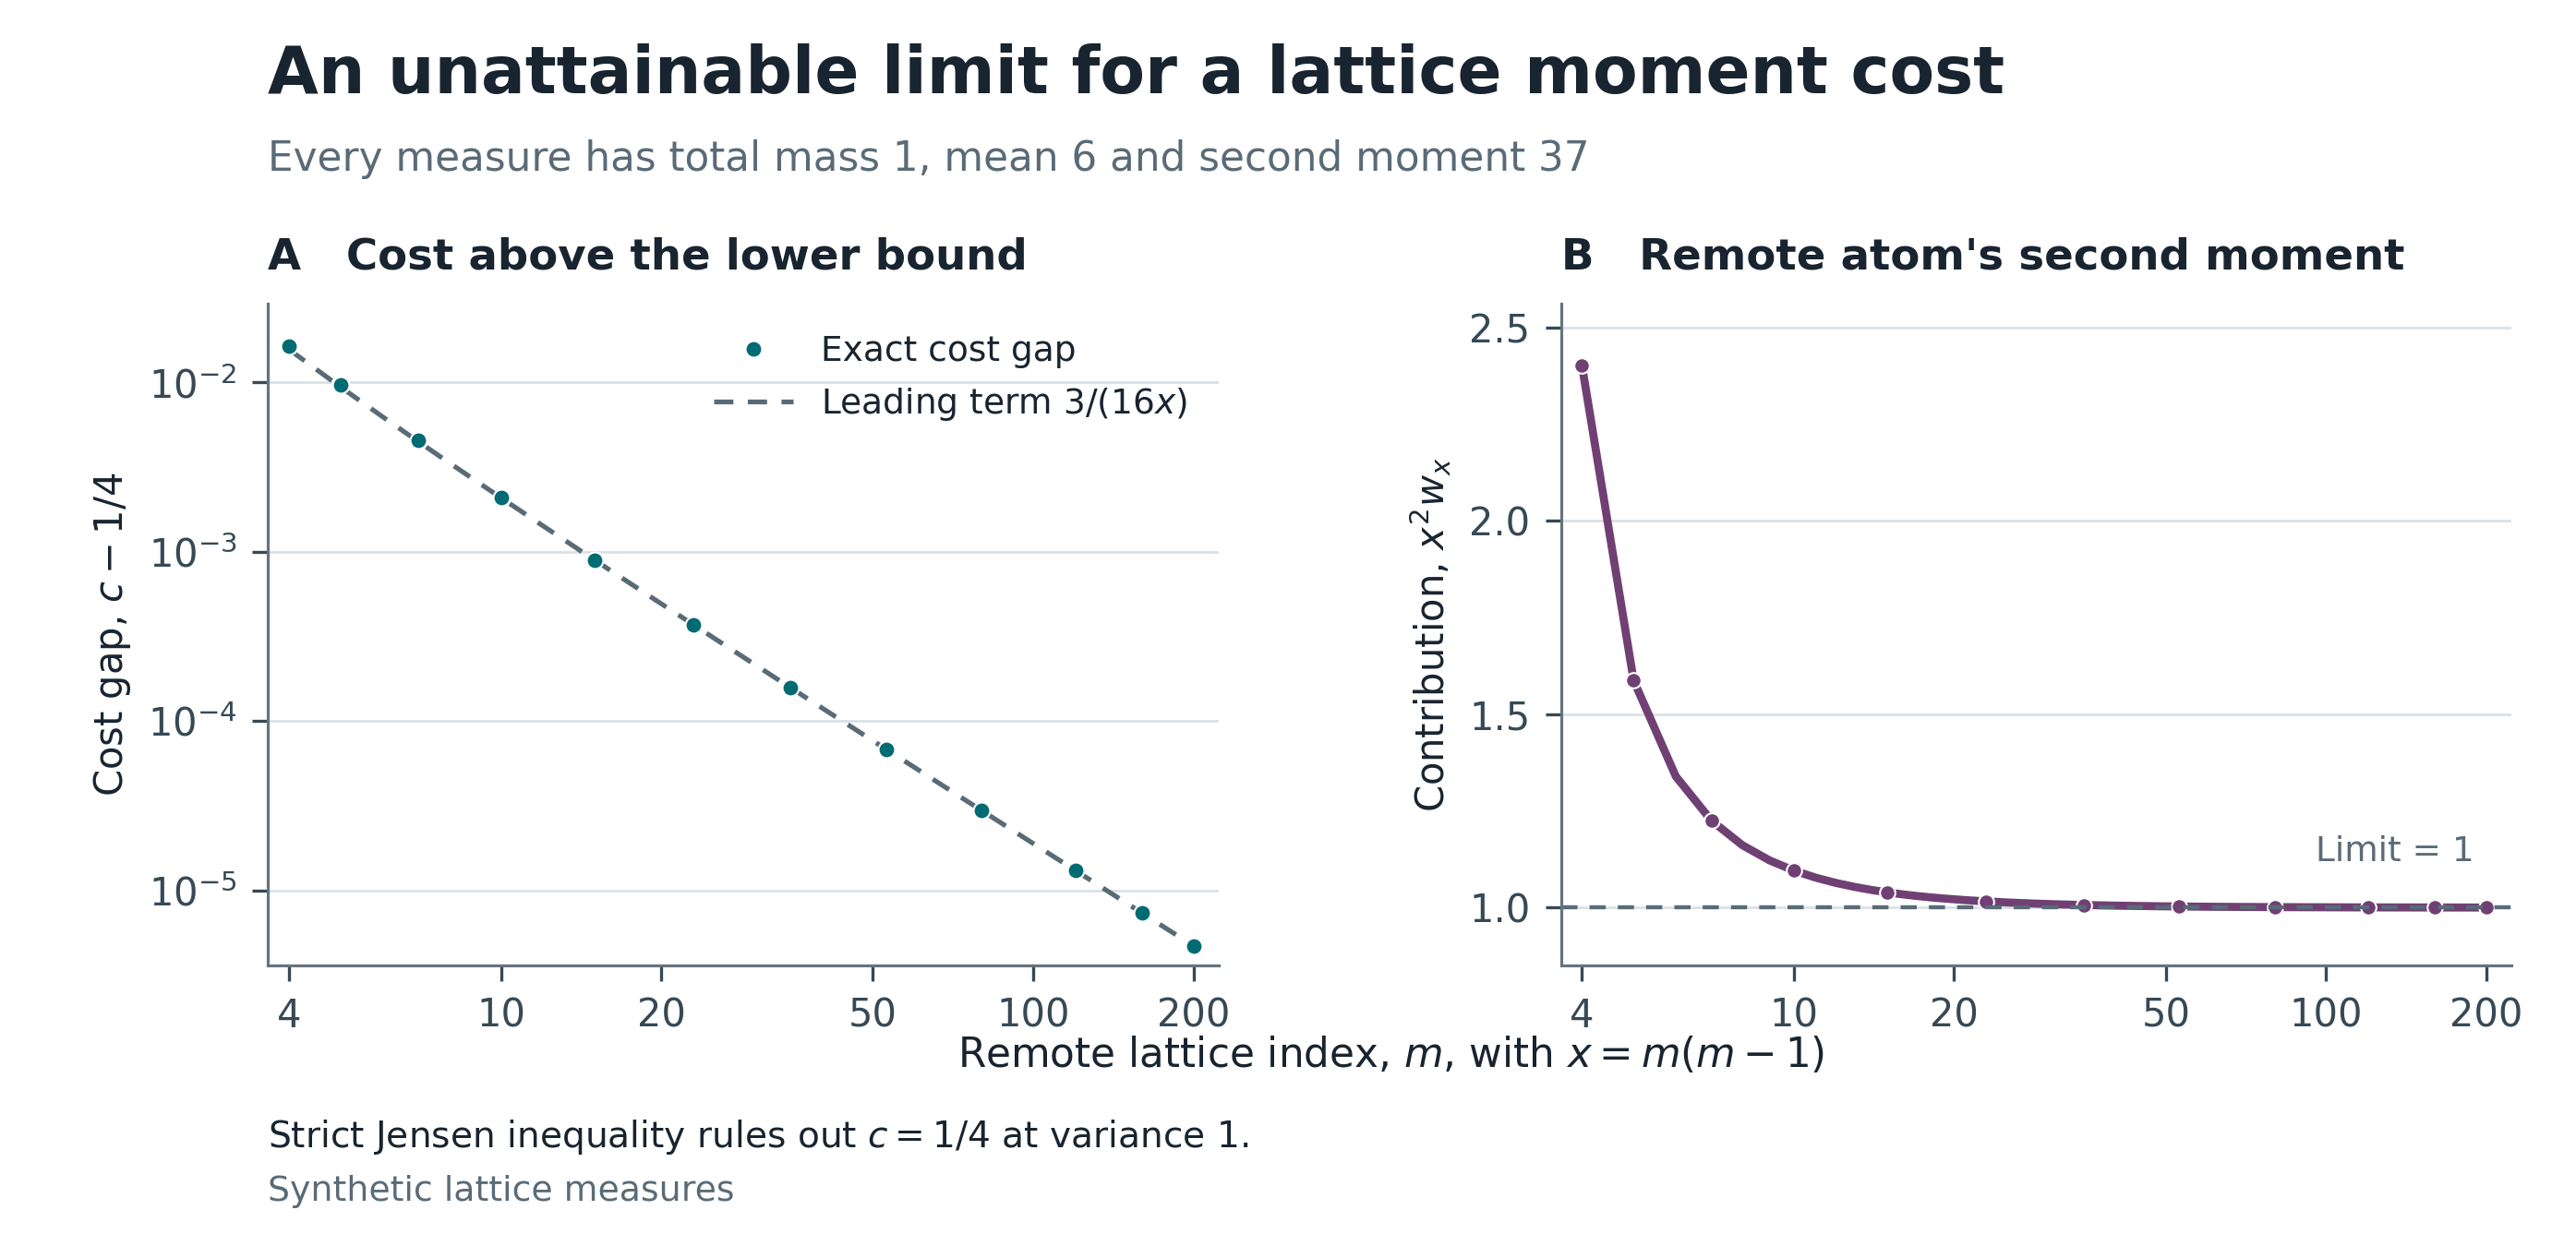 An unattainable limit for a lattice moment cost
Every measure has total mass 1, mean 6 and second moment 37
A Cost above the lower bound
Cost gap, c − 1/4
10⁻²
10⁻³
10⁻⁴
10⁻⁵
Exact cost gap
Leading term 3/(16x)
4 10 20 50 100 200
B Remote atom's second moment
Contribution, x²wₓ
2.5
2.0
1.5
1.0
Limit = 1
4 10 20 50 100 200
Remote lattice index, m, with x = m(m − 1)
Strict Jensen inequality rules out c = 1/4 at variance 1.
Synthetic lattice measures